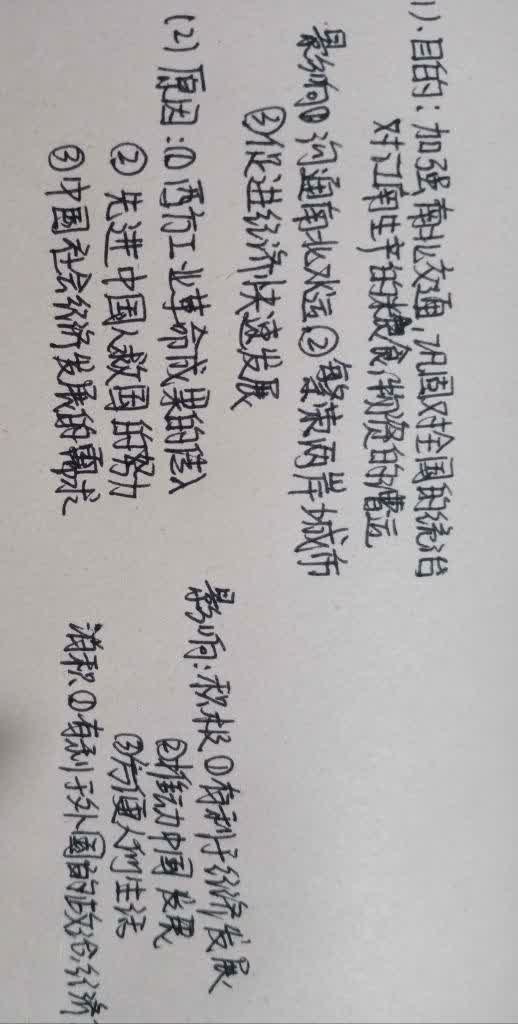 1).目的：加强南北交通,巩固对全国的统治
对江南生产的粮食,物资的漕运
影响①沟通南北水运②繁荣两岸城市
③促进经济快速发展
(2)原因:①西方工业革命成果的传入
②先进中国人救国的努力
③中国社会经济发展的需求
影响:积极①有利于经济发展
②推动中国发展
③方便人们生活
消积①有利于外国的政治,经济